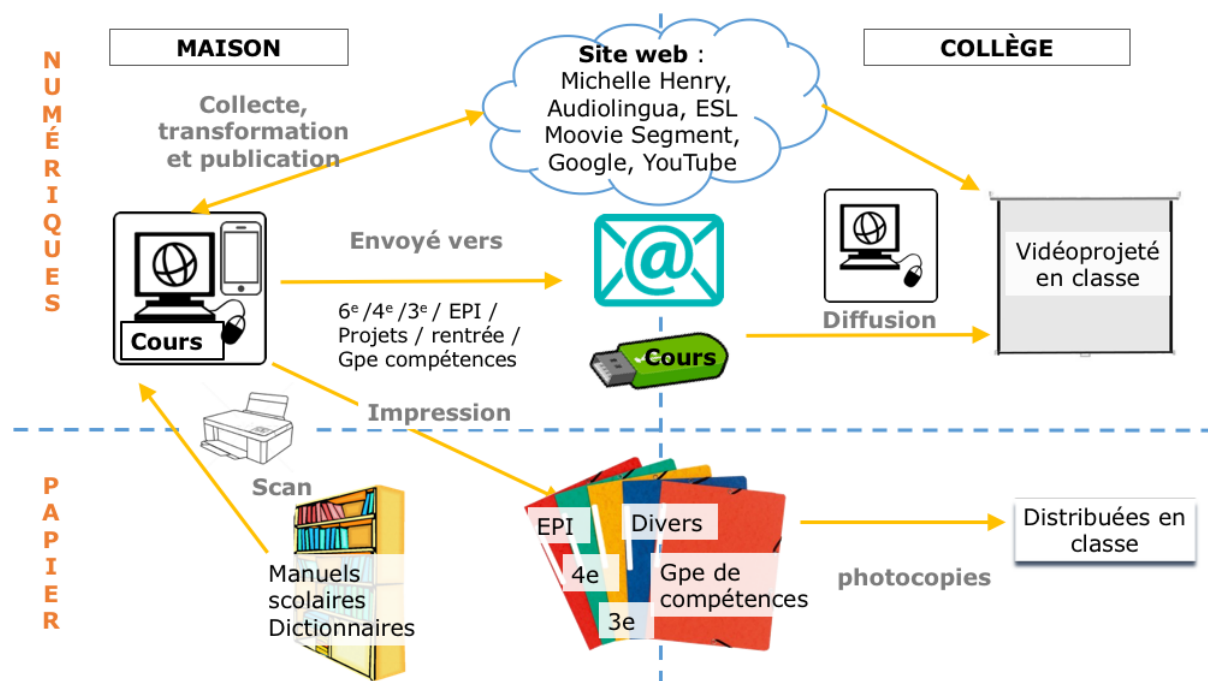 MAISON
Site web :
Michelle Henry,
Audiolingua, ESL
Moovie Segment,
Google, YouTube
COLLÈGE
NUMÉRIQUES
Collecte,
transformation
et publication
Cours
Envoyé vers
6e /4e /3e / EPI /
Projets / rentrée /
Gpe compétences
@
Cours
Diffusion
Vidéoprojeté
en classe
Impression
PAPIER
Scan
Manuels
scolaires
Dictionnaires
EPI
Divers
4e
Gpe de
compétences
3e
photocopies
Distribuées en
classe